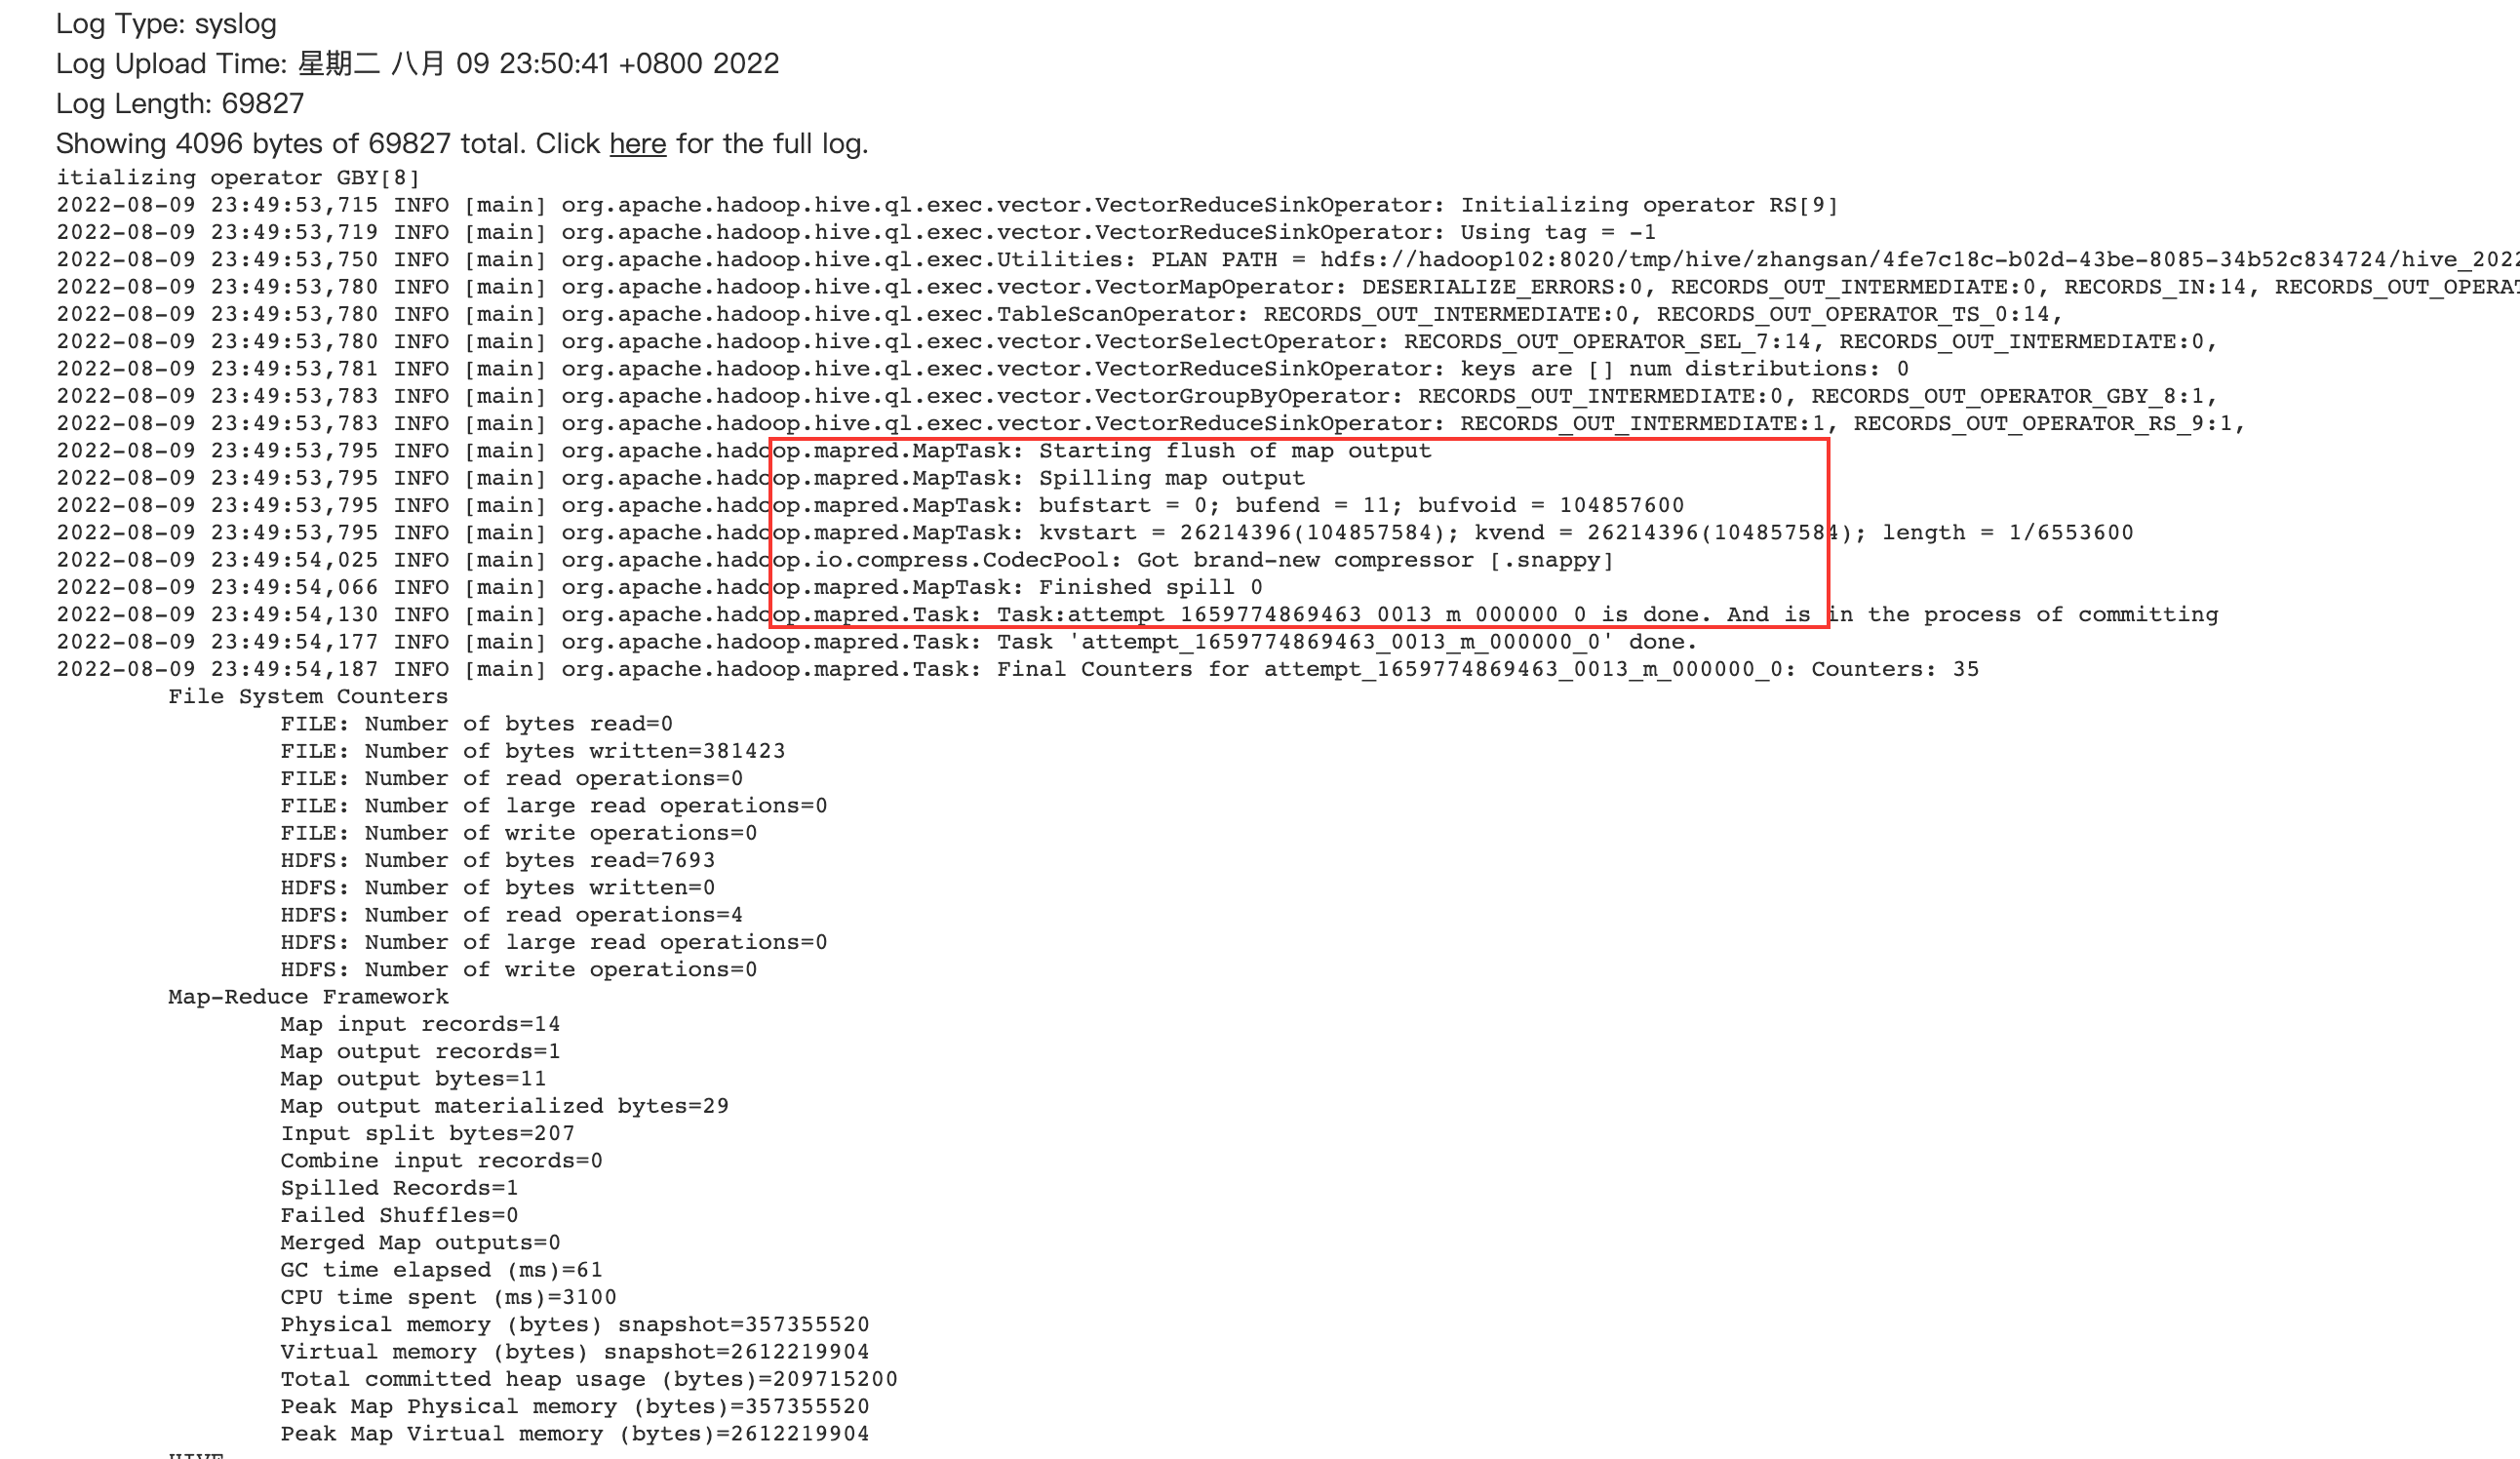 Log Type: syslog
Log Upload Time: 星期二 八月 09 23:50:41 +0800 2022
Log Length: 69827
Showing 4096 bytes of 69827 total. Click here for the full log.
itializing operator GBY[8]
2022-08-09 23:49:53,715 INFO [main] org.apache.hadoop.hive.ql.exec.vector.VectorReduceSinkOperator: Initializing operator RS[9]
2022-08-09 23:49:53,719 INFO [main] org.apache.hadoop.hive.ql.exec.vector.VectorReduceSinkOperator: Using tag = -1
2022-08-09 23:49:53,750 INFO [main] org.apache.hadoop.hive.ql.exec.Utilities: PLAN PATH = hdfs://hadoop102:8020/tmp/hive/zhangsan/4fe7c18c-b02d-43be-8085-34b52c834724/hive_2022
2022-08-09 23:49:53,780 INFO [main] org.apache.hadoop.hive.ql.exec.vector.VectorMapOperator: DESERIALIZE_ERRORS:0, RECORDS_OUT_INTERMEDIATE:0, RECORDS_IN:14, RECORDS_OUT_OPERAT
2022-08-09 23:49:53,780 INFO [main] org.apache.hadoop.hive.ql.exec.TableScanOperator: RECORDS_OUT_INTERMEDIATE:0, RECORDS_OUT_OPERATOR_TS_0:14,
2022-08-09 23:49:53,780 INFO [main] org.apache.hadoop.hive.ql.exec.vector.VectorSelectOperator: RECORDS_OUT_OPERATOR_SEL_7:14, RECORDS_OUT_INTERMEDIATE:0,
2022-08-09 23:49:53,781 INFO [main] org.apache.hadoop.hive.ql.exec.vector.VectorReduceSinkOperator: keys are [] num distributions: 0
2022-08-09 23:49:53,783 INFO [main] org.apache.hadoop.hive.ql.exec.vector.VectorGroupByOperator: RECORDS_OUT_INTERMEDIATE:0, RECORDS_OUT_OPERATOR_GBY_8:1,
2022-08-09 23:49:53,783 INFO [main] org.apache.hadoop.hive.ql.exec.vector.VectorReduceSinkOperator: RECORDS_OUT_INTERMEDIATE:1, RECORDS_OUT_OPERATOR_RS_9:1,
2022-08-09 23:49:53,795 INFO [main] org.apache.hadoop.mapred.MapTask: Starting flush of map output
2022-08-09 23:49:53,795 INFO [main] org.apache.hadoop.mapred.MapTask: Spilling map output
2022-08-09 23:49:53,795 INFO [main] org.apache.hadoop.mapred.MapTask: bufstart = 0; bufend = 11; bufvoid = 104857600
2022-08-09 23:49:53,795 INFO [main] org.apache.hadoop.mapred.MapTask: kvstart = 26214396(104857584); kvend = 26214396(104857584); length = 1/6553600
2022-08-09 23:49:54,025 INFO [main] org.apache.hadoop.io.compress.CodecPool: Got brand-new compressor [.snappy]
2022-08-09 23:49:54,066 INFO [main] org.apache.hadoop.mapred.MapTask: Finished spill 0
2022-08-09 23:49:54,130 INFO [main] org.apache.hadoop.mapred.Task: Task:attempt_1659774869463_0013_m_000000_0 is done. And is in the process of committing
2022-08-09 23:49:54,177 INFO [main] org.apache.hadoop.mapred.Task: Task 'attempt_1659774869463_0013_m_000000_0' done.
2022-08-09 23:49:54,187 INFO [main] org.apache.hadoop.mapred.Task: Final Counters for attempt_1659774869463_0013_m_000000_0: Counters: 35
File System Counters
FILE: Number of bytes read=0
FILE: Number of bytes written=381423
FILE: Number of read operations=0
FILE: Number of large read operations=0
FILE: Number of write operations=0
HDFS: Number of bytes read=7693
HDFS: Number of bytes written=0
HDFS: Number of read operations=4
HDFS: Number of large read operations=0
HDFS: Number of write operations=0
Map-Reduce Framework
Map input records=14
Map output records=1
Map output bytes=11
Map output materialized bytes=29
Input split bytes=207
Combine input records=0
Spilled Records=1
Failed Shuffles=0
Merged Map outputs=0
GC time elapsed (ms)=61
CPU time spent (ms)=3100
Physical memory (bytes) snapshot=357355520
Virtual memory (bytes) snapshot=2612219904
Total committed heap usage (bytes)=209715200
Peak Map Physical memory (bytes)=357355520
Peak Map Virtual memory (bytes)=2612219904
HIVE